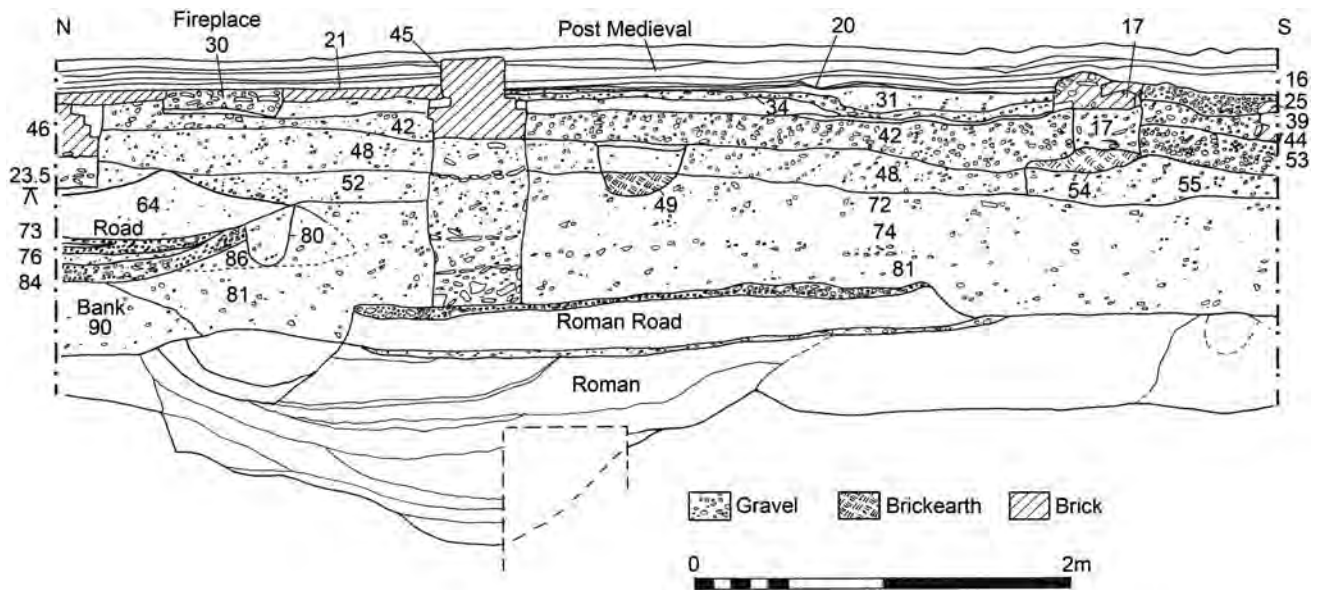 N Fireplace 45 Post Medieval 20 17 S
30 21
16
34 31 25
46 42 42 17 39
44
48 48 53
23.5 52 49 54 55
64 72
Road 74
73 80
76 86
84 81 81
Bank
90 Roman Road
Roman
Gravel Brickearth Brick
0 2m